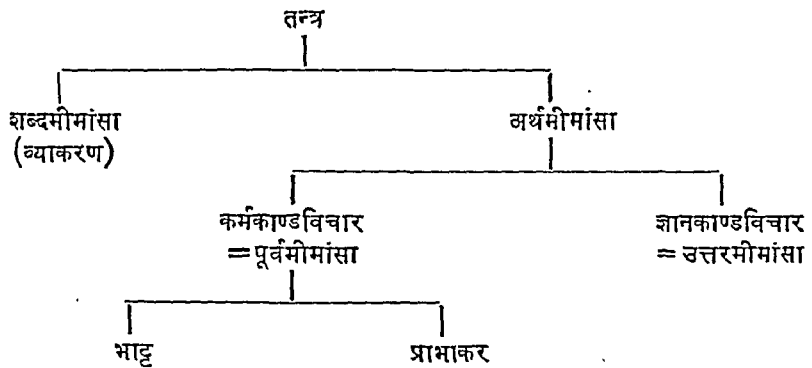 तन्त्र
शब्दमीमांसा
(व्याकरण)
अर्थमीमांसा
कर्मकाण्डविचार
=पूर्वमीमांसा
ज्ञानकाण्डविचार
= उत्तरमीमांसा
भाट्ट
प्राभाकर